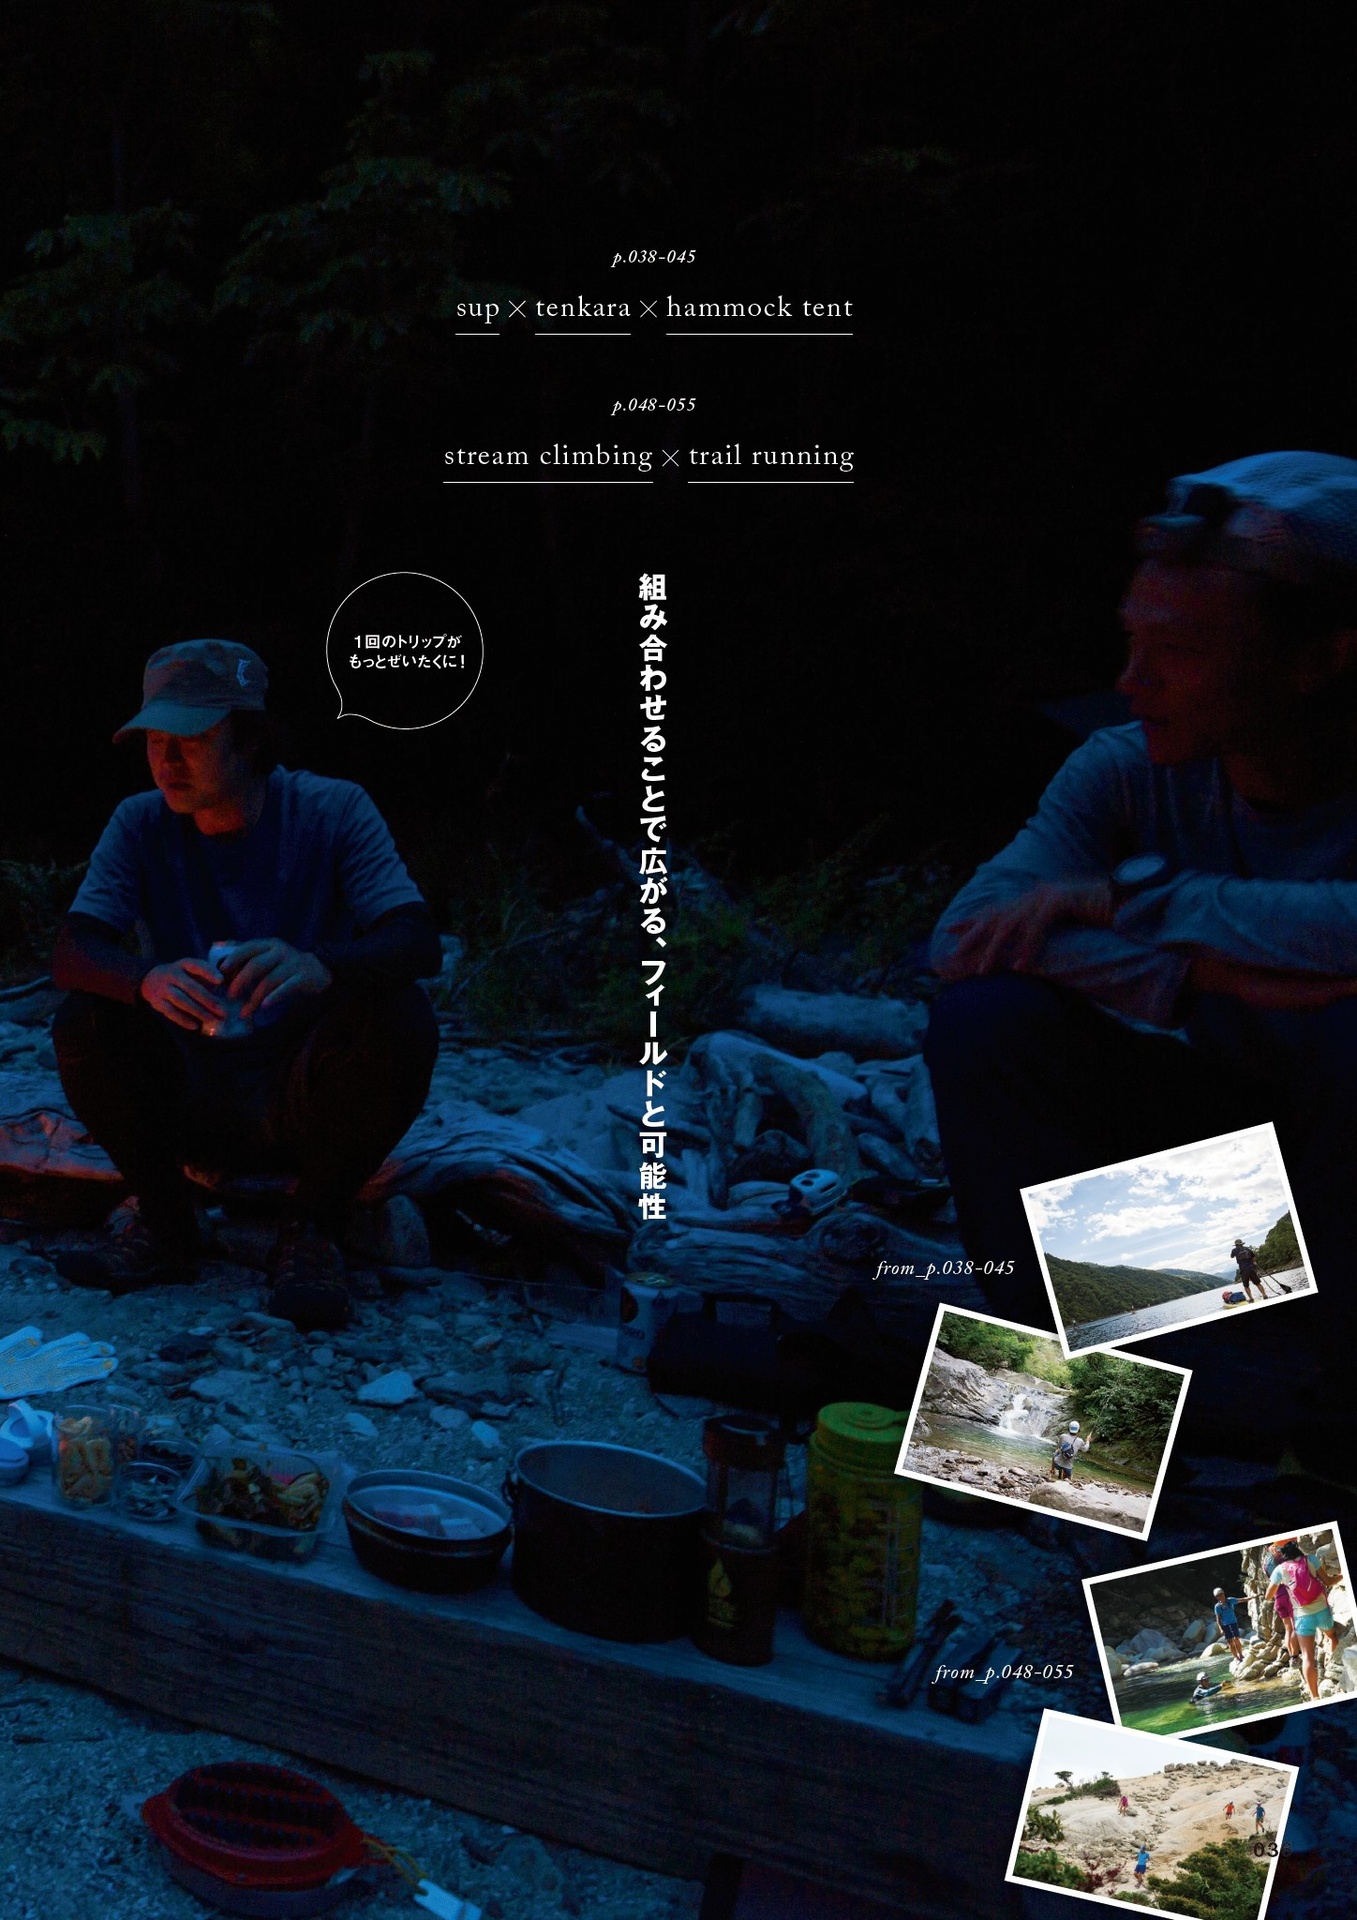 p.038-045
sup × tenkara × hammock tent
p.048-055
stream climbing × trail running
1回のトリップが
もっとぜいたくに!
組み合わせることで広がる、フィールドと可能性
from_p.038-045
from_p.048-055